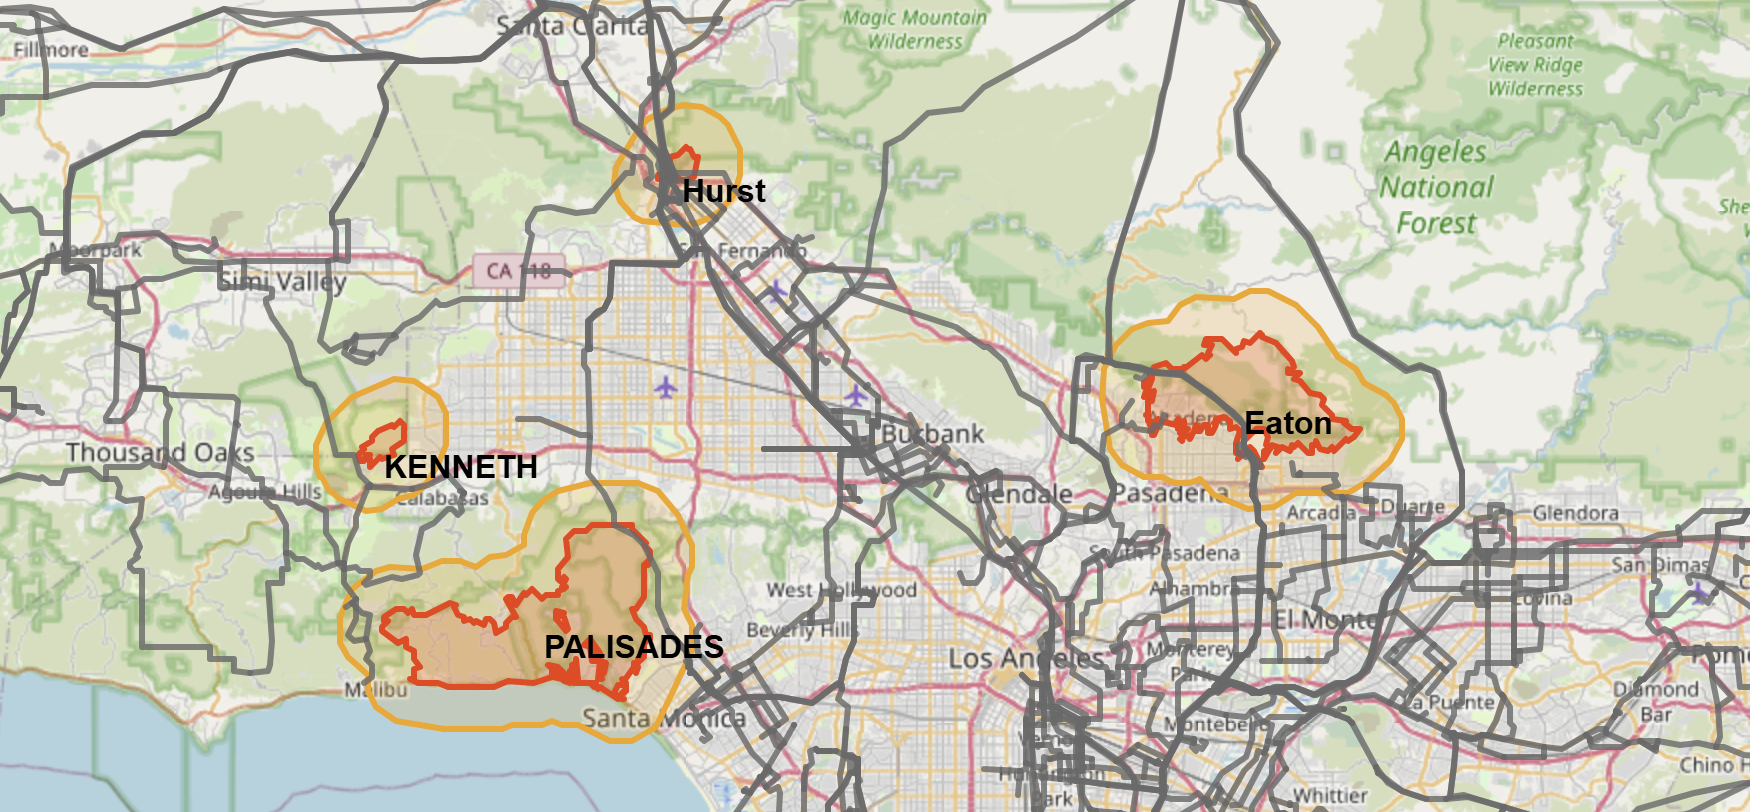 Santa Clarita
Magic Mountain
Wilderness
Fillmore
Pleasant
View Ridge
Wilderness
Angeles
National
Forest
Hurst
She
Moorpark
San Fernando
CA 118
Simi Valley
Eaton
Burbank
Thousand Oaks
KENNETH
Agoura Hills
Calabasas
Glendale
Pasadena
Arcadia
Duarte
Glendora
South Pasadena
San Dimas
West Hollywood
Alhambra
Covina
El Monte
Beverly Hill
PALISADES
Los Angeles
Monterey
Park
Pomo
Malibu
Diamond
Bar
La Puente
Santa Monica
Montebello
Vernon
Chino H
Huntington
Park
Whittier